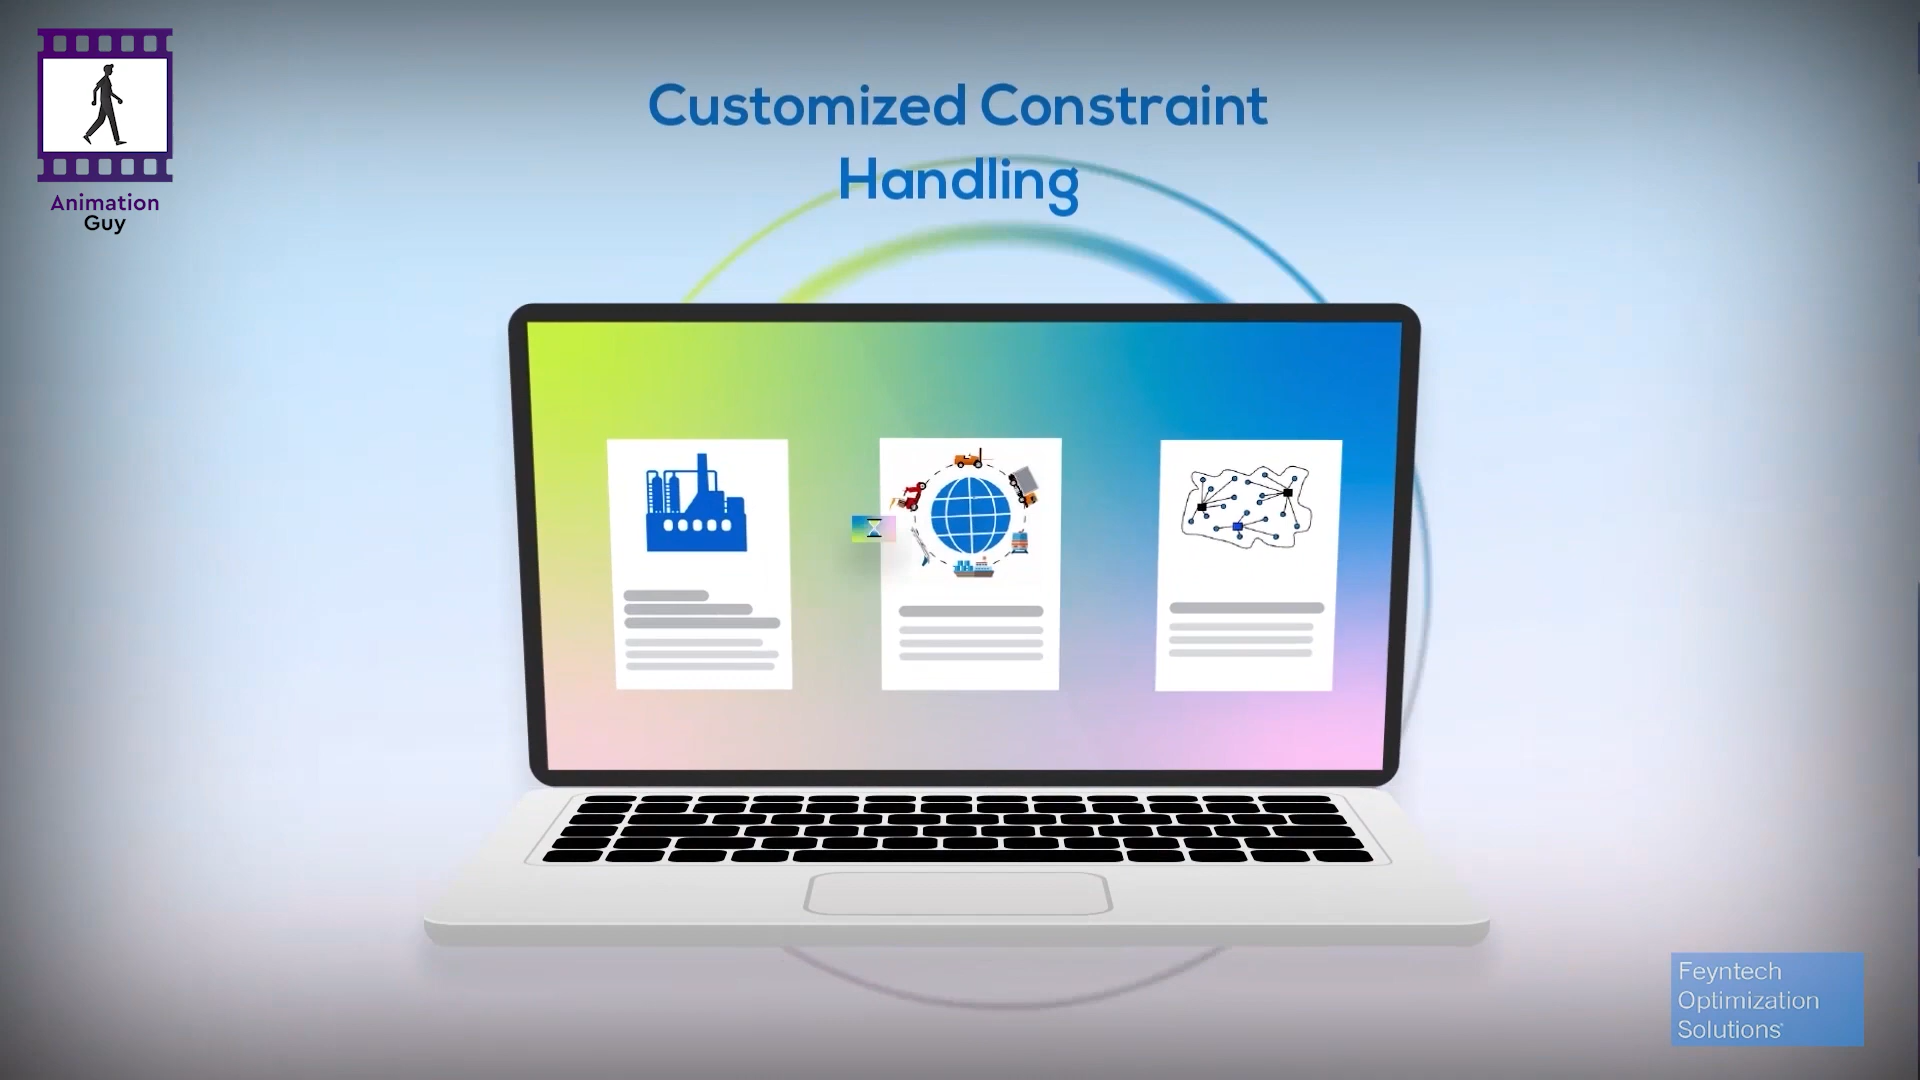 Customized Constraint
Handling
Animation
Guy
Feyntech
Optimization
Solutions